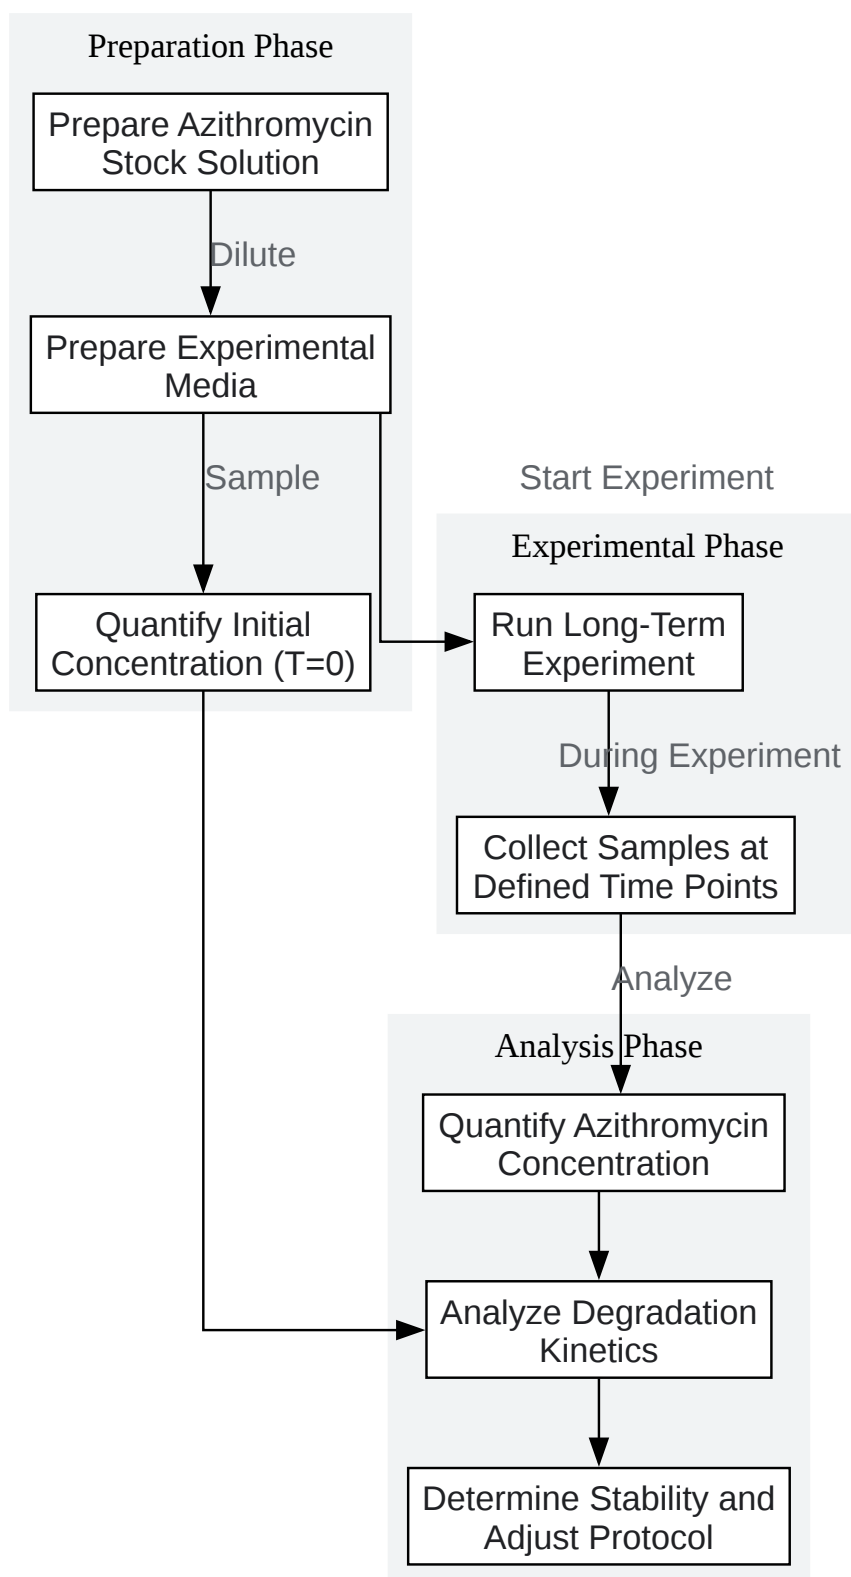 Preparation Phase
Prepare Azithromycin
Stock Solution
Dilute
Prepare Experimental
Media
Sample
Start Experiment
Quantify Initial
Concentration (T=0)
Experimental Phase
Run Long-Term
Experiment
During Experiment
Collect Samples at
Defined Time Points
Analyze
Analysis Phase
Quantify Azithromycin
Concentration
Analyze Degradation
Kinetics
Determine Stability and
Adjust Protocol